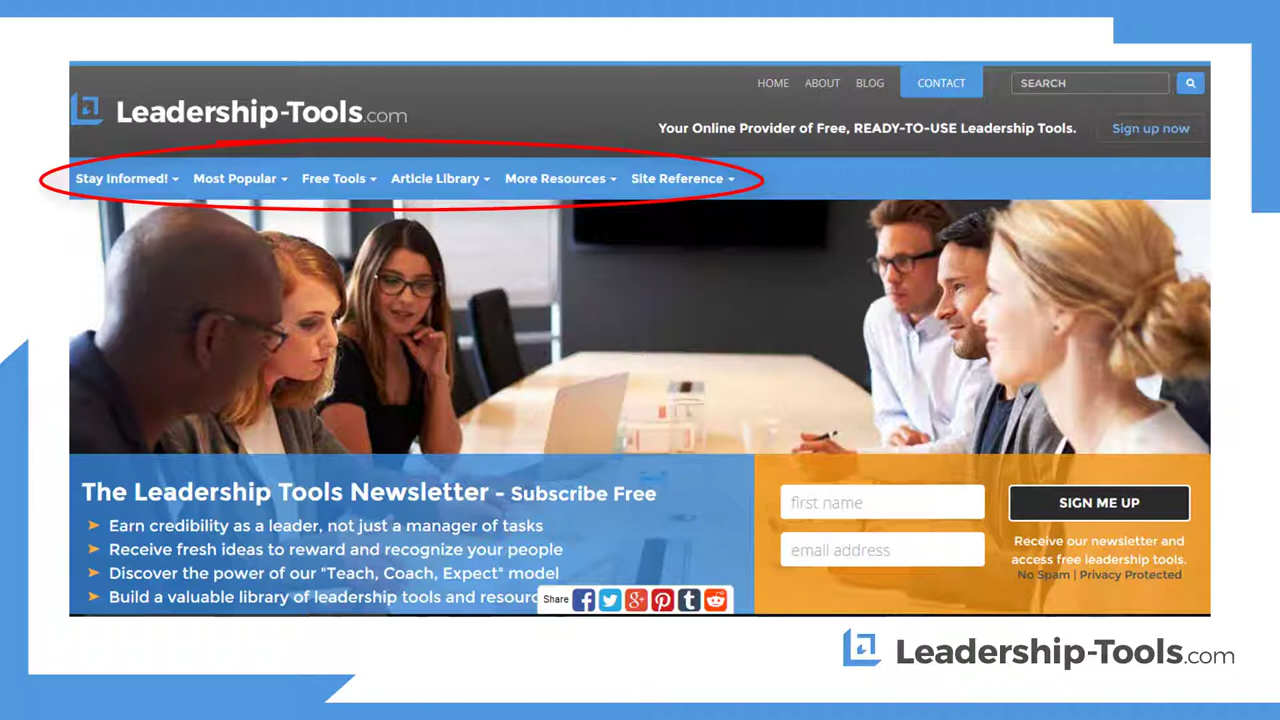 HOME ABOUT BLOG CONTACT SEARCH
Leadership-Tools.com
Your Online Provider of Free, READY-TO-USE Leadership Tools. Sign up now
Stay Informed! Most Popular Free Tools Article Library More Resources Site Reference
The Leadership Tools Newsletter - Subscribe Free
Earn credibility as a leader, not just a manager of tasks
Receive fresh ideas to reward and recognize your people
Discover the power of our "Teach, Coach, Expect" model
Build a valuable library of leadership tools and resourc
Share
first name
email address
SIGN ME UP
Receive our newsletter and
access free leadership tools.
No Spam | Privacy Protected
Leadership-Tools.com